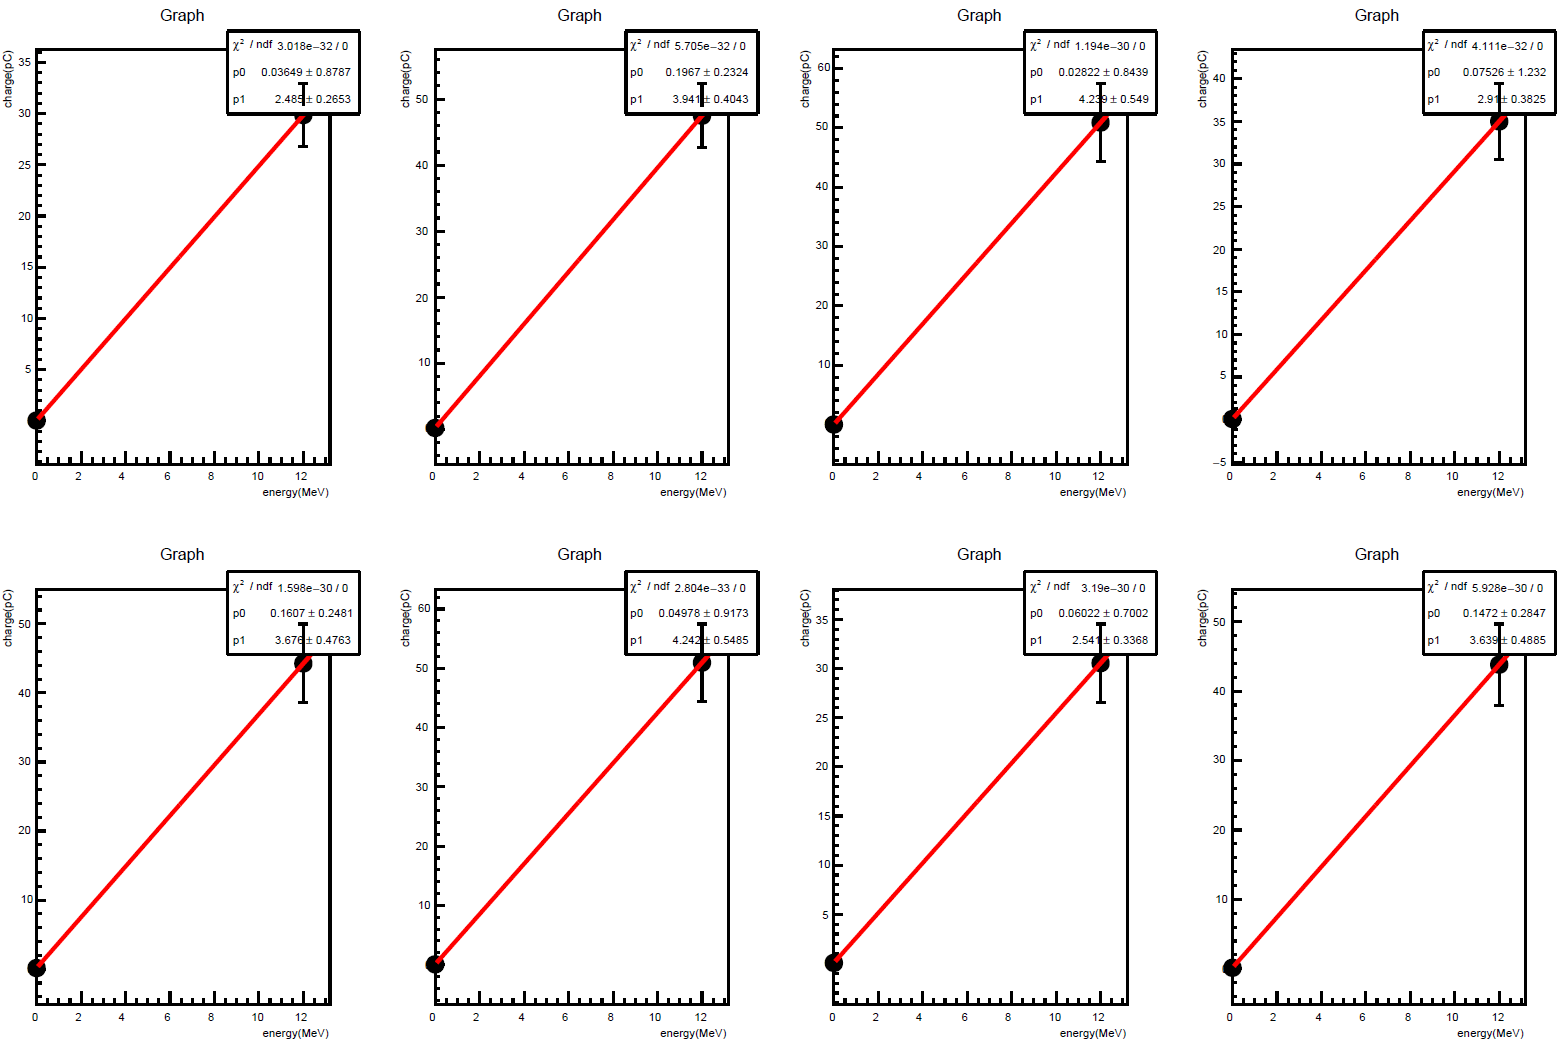 Graph
charge(pC)
χ² / ndf 3.018e−32 / 0
p0 0.03649 ± 0.8787
p1 2.485 ± 0.2653
35
30
25
20
15
10
5
0 2 4 6 8 10 12
energy(MeV)
Graph
charge(pC)
χ² / ndf 5.705e−32 / 0
p0 0.1967 ± 0.2324
p1 3.941 ± 0.4043
50
40
30
20
10
0 2 4 6 8 10 12
energy(MeV)
Graph
charge(pC)
χ² / ndf 1.194e−30 / 0
p0 0.02822 ± 0.8439
p1 4.239 ± 0.549
60
50
40
30
20
10
0 2 4 6 8 10 12
energy(MeV)
Graph
charge(pC)
χ² / ndf 4.111e−32 / 0
p0 0.07526 ± 1.232
p1 2.91 ± 0.3825
40
35
30
25
20
15
10
5
−5
0 2 4 6 8 10 12
energy(MeV)
Graph
charge(pC)
χ² / ndf 1.598e−30 / 0
p0 0.1607 ± 0.2481
p1 3.676 ± 0.4763
50
40
30
20
10
0 2 4 6 8 10 12
energy(MeV)
Graph
charge(pC)
χ² / ndf 2.804e−33 / 0
p0 0.04978 ± 0.9173
p1 4.242 ± 0.5485
60
50
40
30
20
10
0 2 4 6 8 10 12
energy(MeV)
Graph
charge(pC)
χ² / ndf 3.19e−30 / 0
p0 0.06022 ± 0.7002
p1 2.541 ± 0.3368
35
30
25
20
15
10
5
0 2 4 6 8 10 12
energy(MeV)
Graph
charge(pC)
χ² / ndf 5.928e−30 / 0
p0 0.1472 ± 0.2847
p1 3.639 ± 0.4885
50
40
30
20
10
0 2 4 6 8 10 12
energy(MeV)